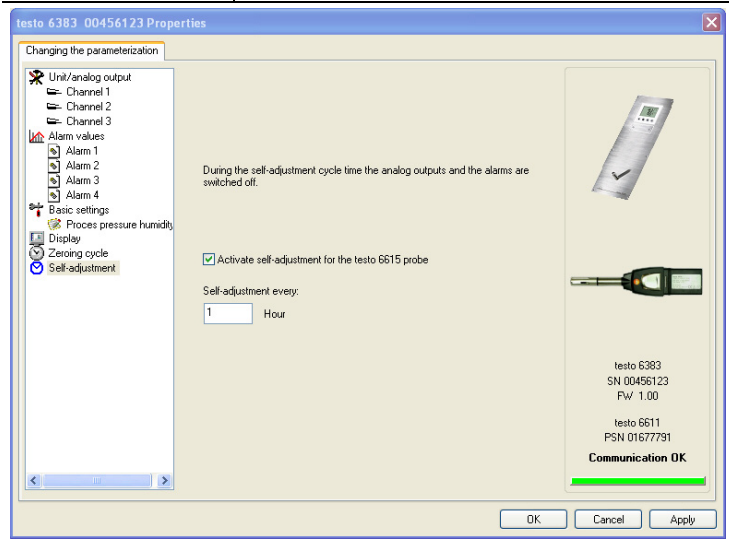 testo 6383 00456123 Properties
Changing the parameterization
Unit/analog output
Channel 1
Channel 2
Channel 3
Alarm values
Alarm 1
Alarm 2
Alarm 3
Alarm 4
Basic settings
Proces pressure humidity
Display
Zeroing cycle
Self-adjustment
During the self-adjustment cycle time the analog outputs and the alarms are
switched off.
Activate self-adjustment for the testo 6615 probe
Self-adjustment every:
1 Hour
testo 6383
SN 00456123
FW 1.00
testo 6611
PSN 01677791
Communication OK
OK Cancel Apply